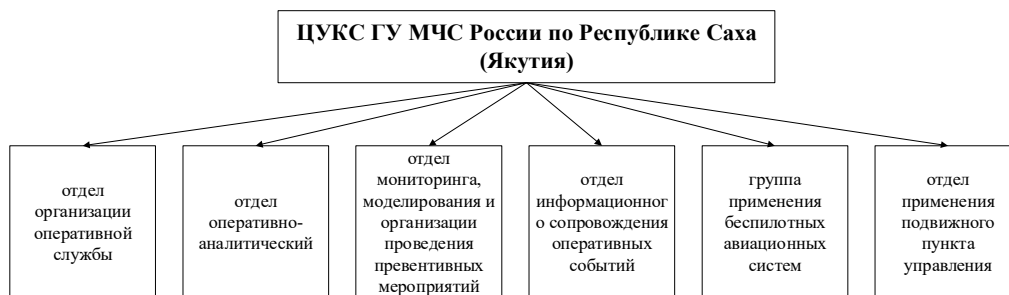 ЦУКС ГУ МЧС России по Республике Саха
(Якутия)
отдел
организации
оперативной
службы
отдел
оперативно-
аналитический
отдел
мониторинга,
моделирования и
организации
проведения
превентивных
мероприятий
отдел
информационног
о сопровождения
оперативных
событий
группа
применения
беспилотных
авиационных
систем
отдел
применения
подвижного
пункта
управления